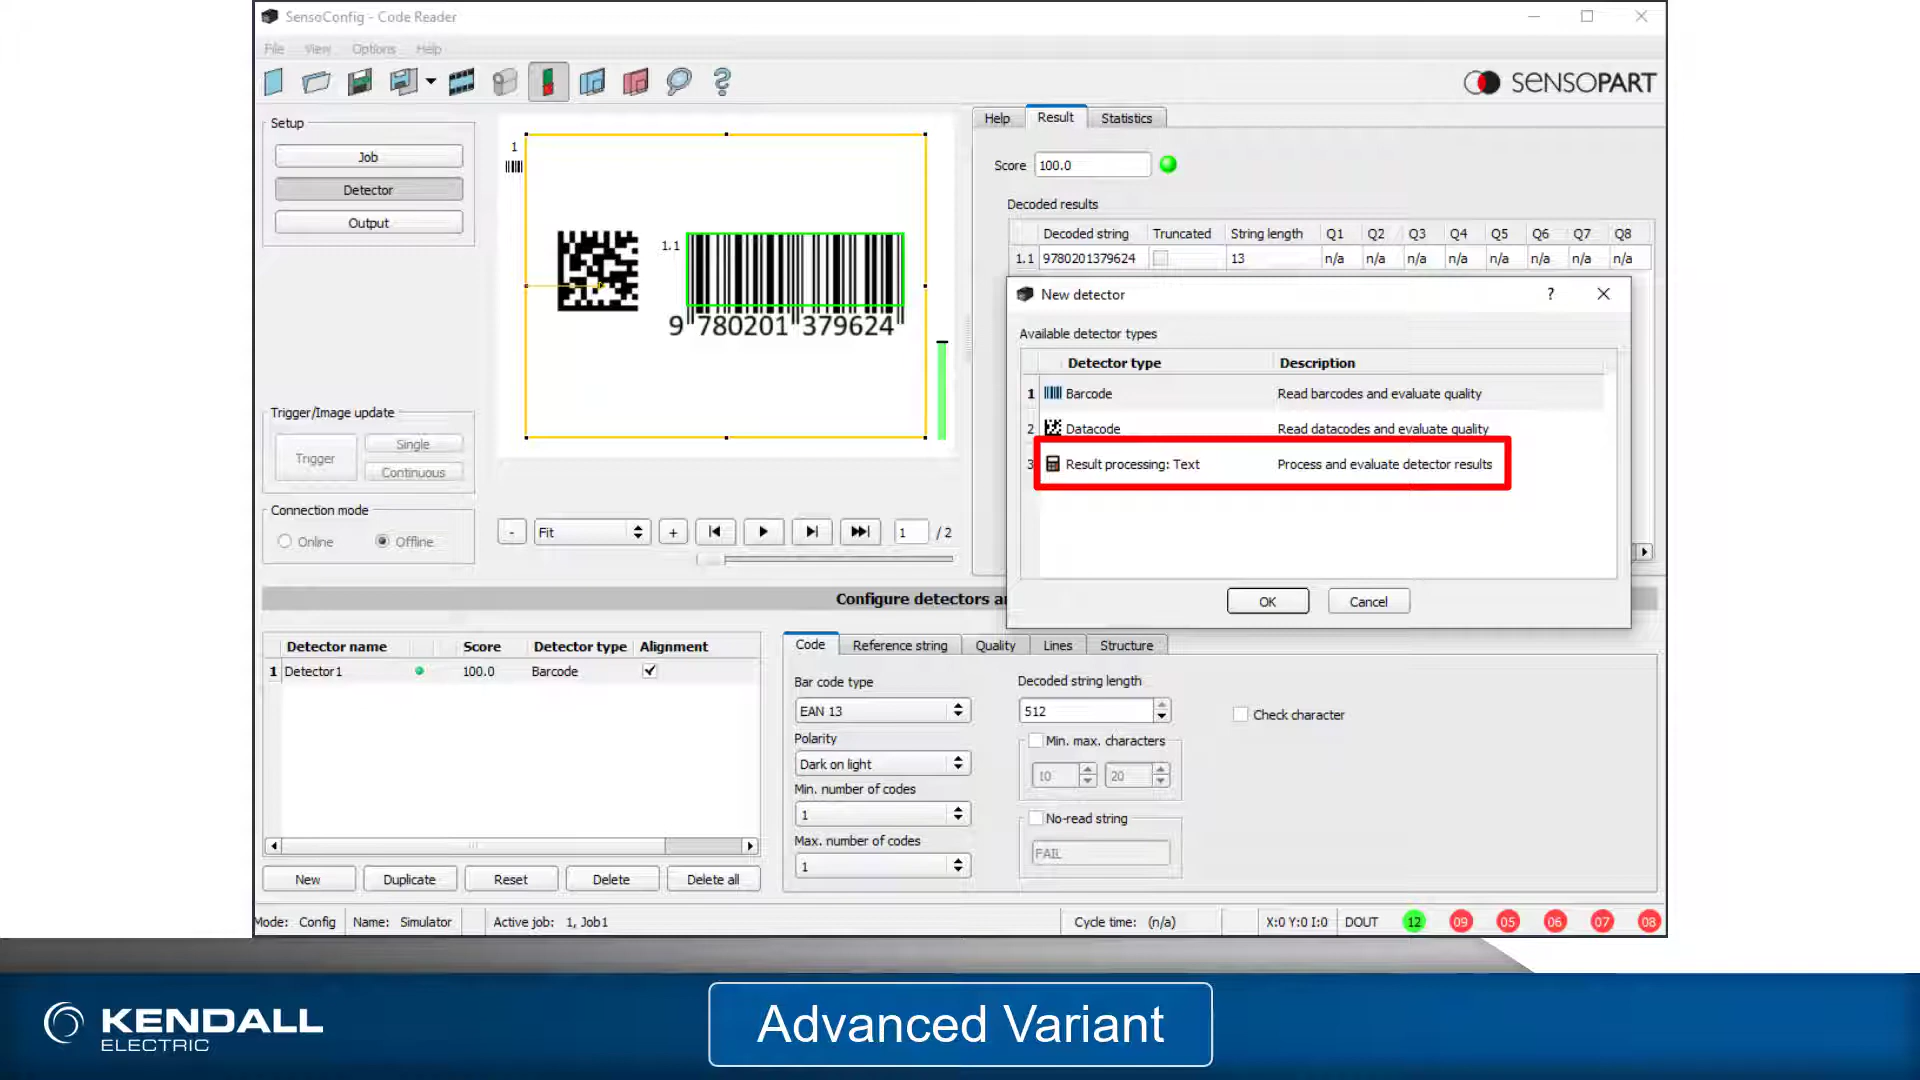 SensoConfig - Code Reader
File View Options Help
SENSOPART
Setup
Job
Detector
Output
1
1.1
9 780201 379624
Help Result Statistics
Score 100.0
Decoded results
Decoded string Truncated String length Q1 Q2 Q3 Q4 Q5 Q6 Q7 Q8
1.1 9780201379624 13 n/a n/a n/a n/a n/a n/a n/a n/a
New detector ?
Available detector types
Detector type Description
1 Barcode Read barcodes and evaluate quality
2 Datacode Read datacodes and evaluate quality
3 Result processing: Text Process and evaluate detector results
OK Cancel
Trigger/Image update
Trigger Single
Continuous
Connection mode
Online Offline
- Fit + 1 / 2
Configure detectors a
Detector name Score Detector type Alignment
1 Detector1 100.0 Barcode
New Duplicate Reset Delete Delete all
Code Reference string Quality Lines Structure
Bar code type
EAN 13
Polarity
Dark on light
Min. number of codes
1
Max. number of codes
1
Decoded string length
512
Min. max. characters
10 20
No-read string
FAIL
Check character
Mode: Config Name: Simulator Active job: 1, Job1 Cycle time: (n/a) X:0 Y:0 I:0 DOUT 12 09 05 06 07 08
KENDALL
ELECTRIC
Advanced Variant